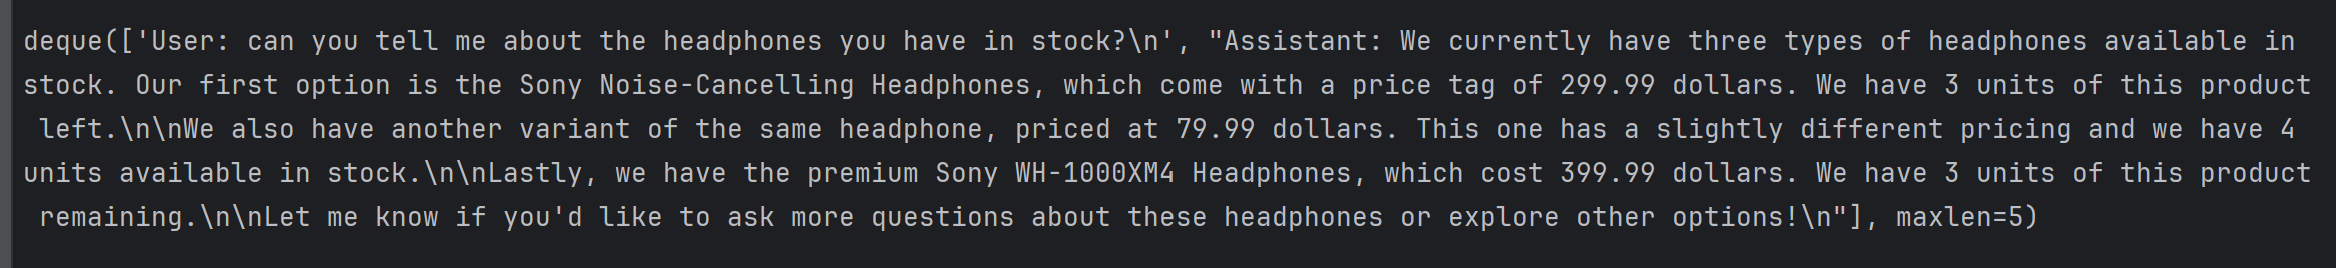 deque(['User: can you tell me about the headphones you have in stock?\n', "Assistant: We currently have three types of headphones available in
stock. Our first option is the Sony Noise-Cancelling Headphones, which come with a price tag of 299.99 dollars. We have 3 units of this product
left.\n\nWe also have another variant of the same headphone, priced at 79.99 dollars. This one has a slightly different pricing and we have 4
units available in stock.\n\nLastly, we have the premium Sony WH-1000XM4 Headphones, which cost 399.99 dollars. We have 3 units of this product
remaining.\n\nLet me know if you'd like to ask more questions about these headphones or explore other options!\n"], maxlen=5)